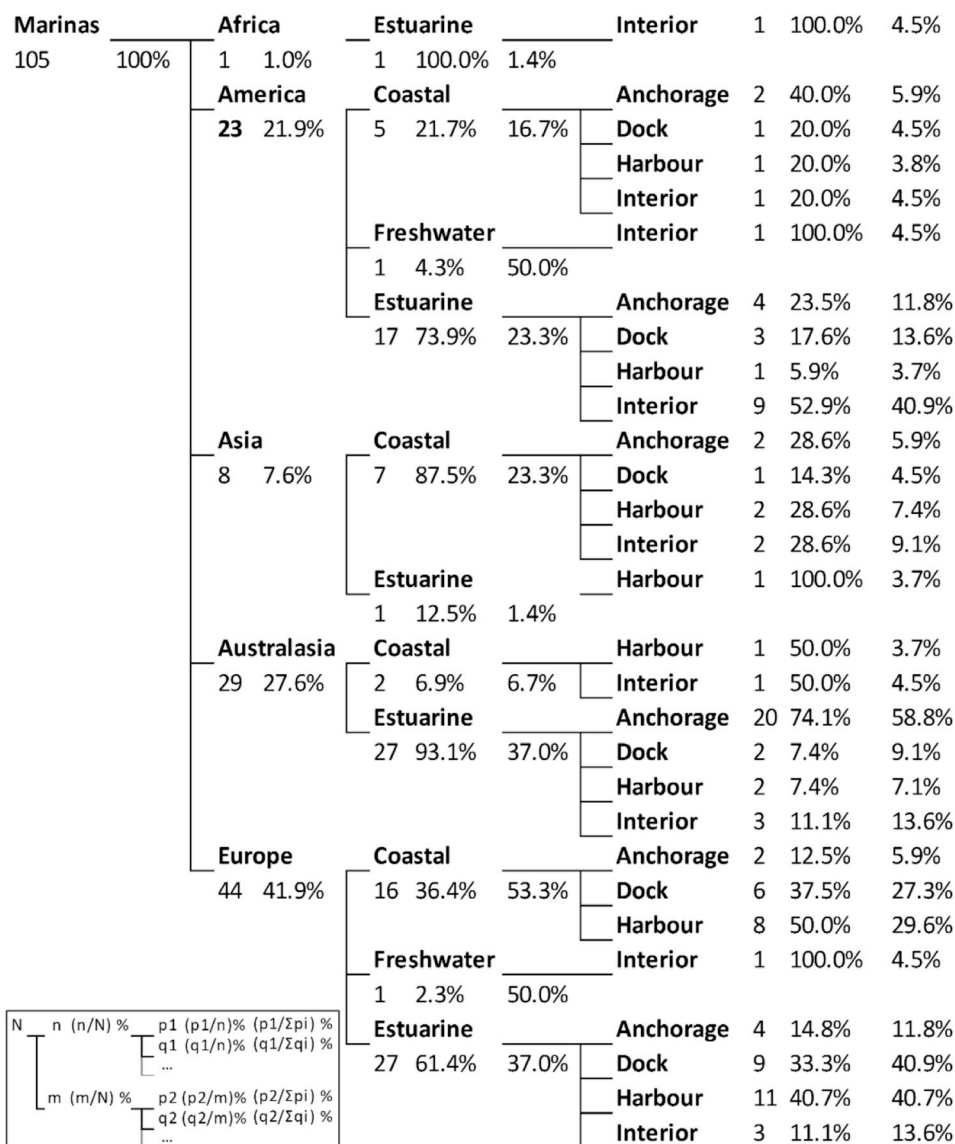 Marinas Africa Estuarine Interior 1 100.0% 4.5%
105 100% 1 1.0% 1 100.0% 1.4%
America Coastal Anchorage 2 40.0% 5.9%
23 21.9% 5 21.7% 16.7% Dock 1 20.0% 4.5%
Harbour 1 20.0% 3.8%
Interior 1 20.0% 4.5%
Freshwater Interior 1 100.0% 4.5%
1 4.3% 50.0%
Estuarine Anchorage 4 23.5% 11.8%
17 73.9% 23.3% Dock 3 17.6% 13.6%
Harbour 1 5.9% 3.7%
Interior 9 52.9% 40.9%
Asia Coastal Anchorage 2 28.6% 5.9%
8 7.6% 7 87.5% 23.3% Dock 1 14.3% 4.5%
Harbour 2 28.6% 7.4%
Interior 2 28.6% 9.1%
Estuarine Harbour 1 100.0% 3.7%
1 12.5% 1.4%
Australasia Coastal Harbour 1 50.0% 3.7%
29 27.6% 2 6.9% 6.7% Interior 1 50.0% 4.5%
Estuarine Anchorage 20 74.1% 58.8%
27 93.1% 37.0% Dock 2 7.4% 9.1%
Harbour 2 7.4% 7.1%
Interior 3 11.1% 13.6%
Europe Coastal Anchorage 2 12.5% 5.9%
44 41.9% 16 36.4% 53.3% Dock 6 37.5% 27.3%
Harbour 8 50.0% 29.6%
Freshwater Interior 1 100.0% 4.5%
1 2.3% 50.0%
Estuarine Anchorage 4 14.8% 11.8%
27 61.4% 37.0% Dock 9 33.3% 40.9%
Harbour 11 40.7% 40.7%
Interior 3 11.1% 13.6%
N n (n/N) % p1 (p1/n)% (p1/Σpi) %
q1 (q1/n)% (q1/Σqi) %
...
m (m/N) % p2 (p2/m)% (p2/Σpi) %
q2 (q2/m)% (q2/Σqi) %
...